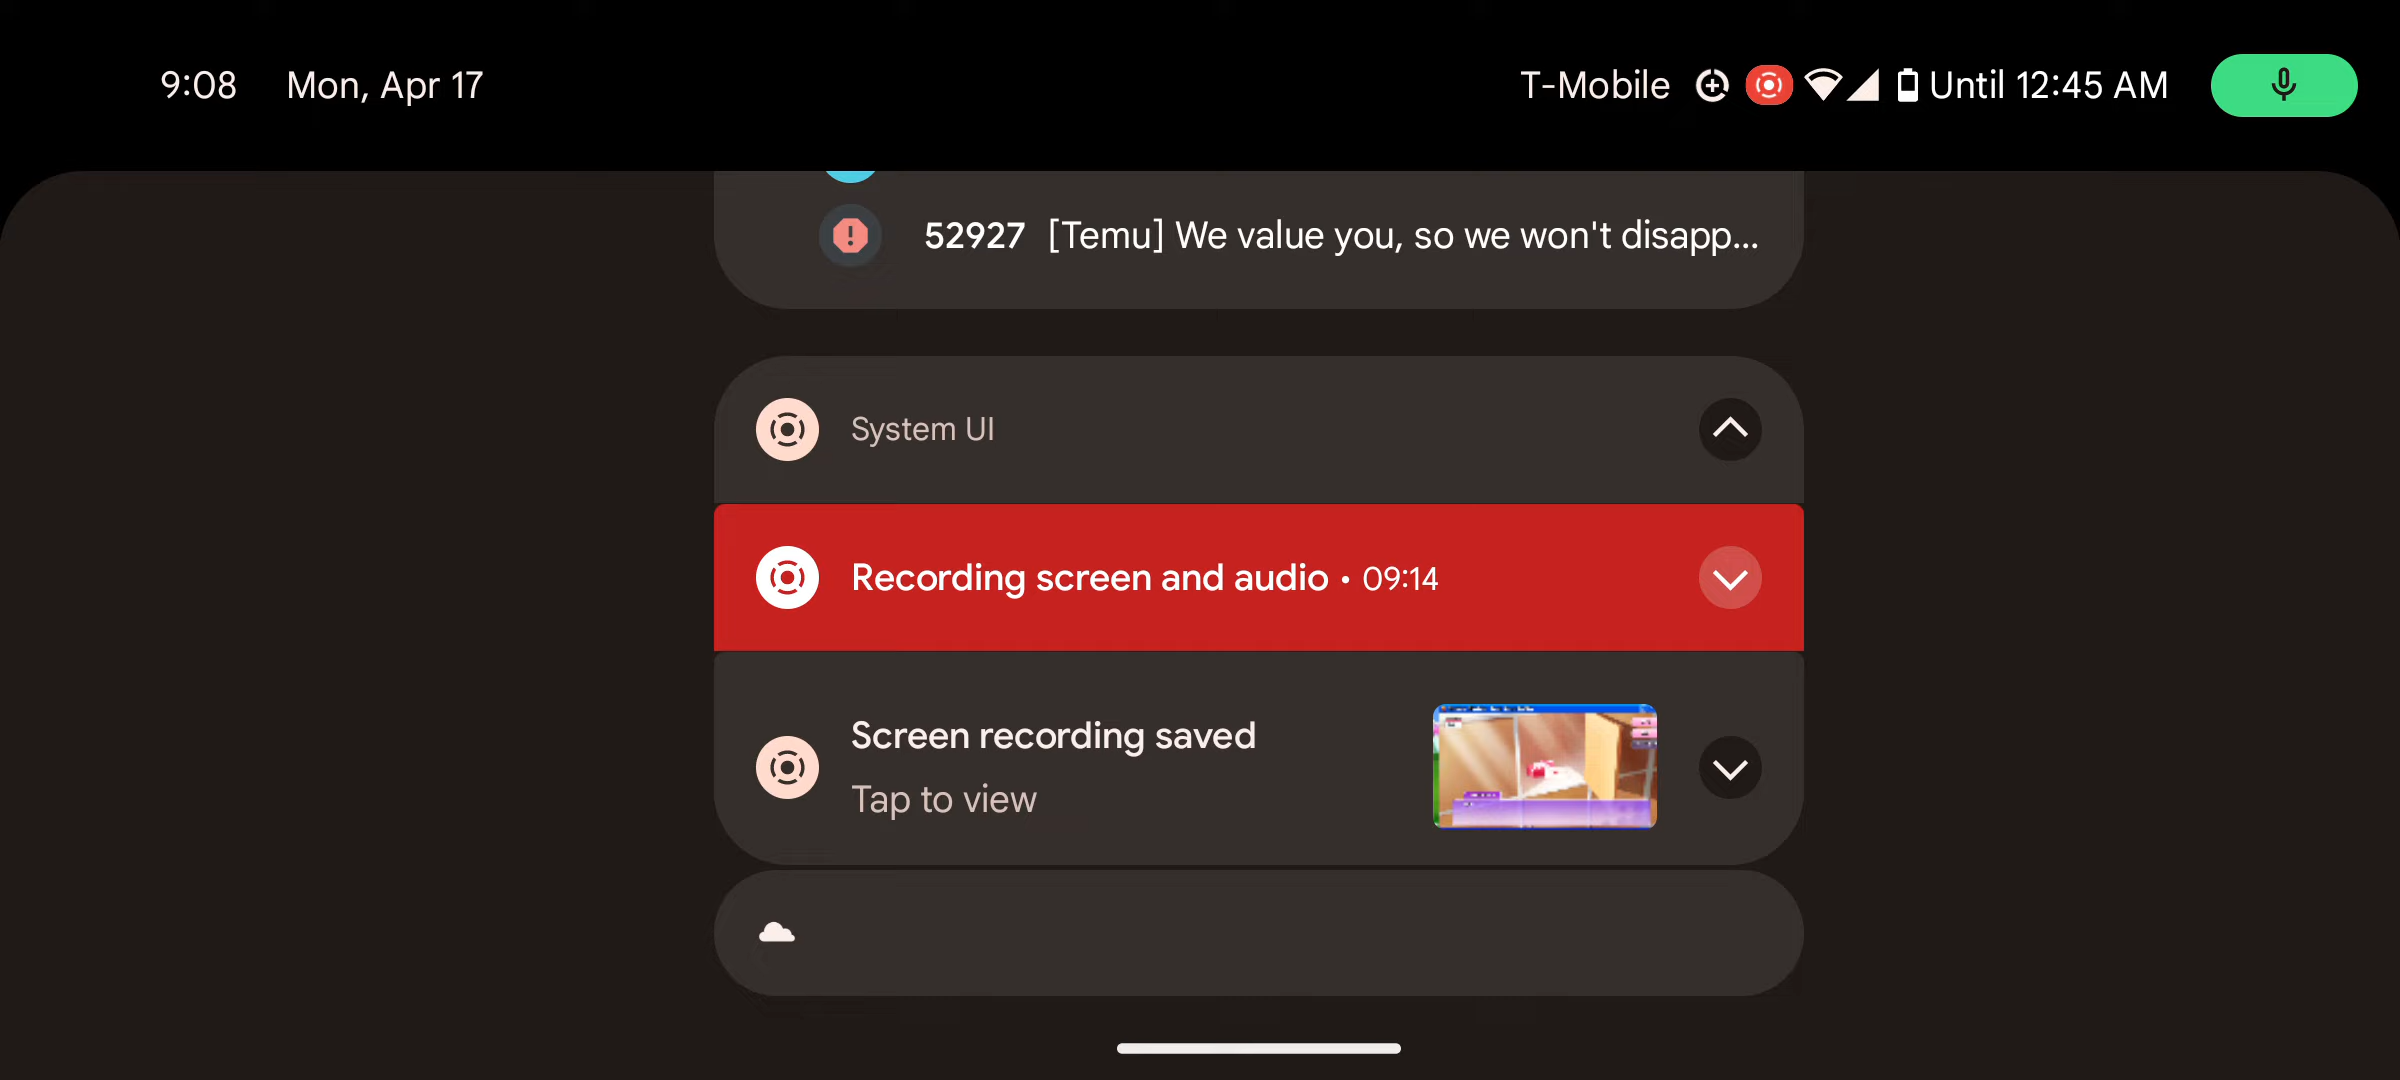 9:08 Mon, Apr 17 T-Mobile Until 12:45 AM
52927 [Temu] We value you, so we won't disapp...
System UI
Recording screen and audio • 09:14
Screen recording saved
Tap to view